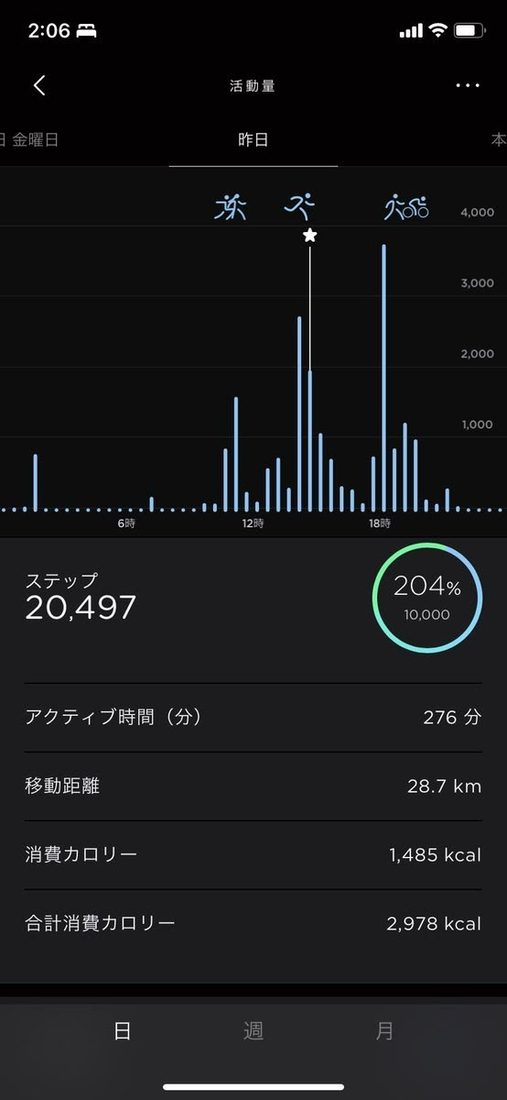 2:06
活動量
日 金曜日
昨日
本
4,000
3,000
2,000
1,000
6時
12時
18時
ステップ
20,497
204%
10,000
アクティブ時間（分）
276 分
移動距離
28.7 km
消費カロリー
1,485 kcal
合計消費カロリー
2,978 kcal
日
週
月